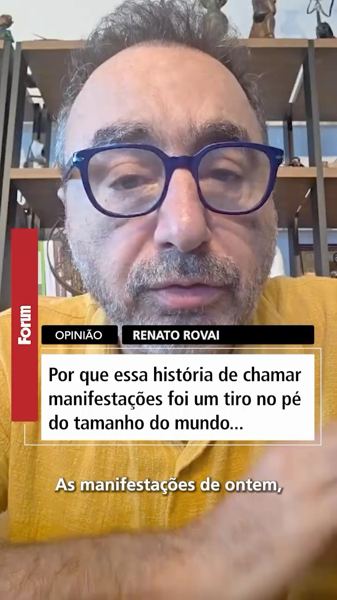 Forum
OPINIÃO
RENATO ROVAI
Por que essa história de chamar
manifestações foi um tiro no pé
do tamanho do mundo...
As manifestações de ontem,